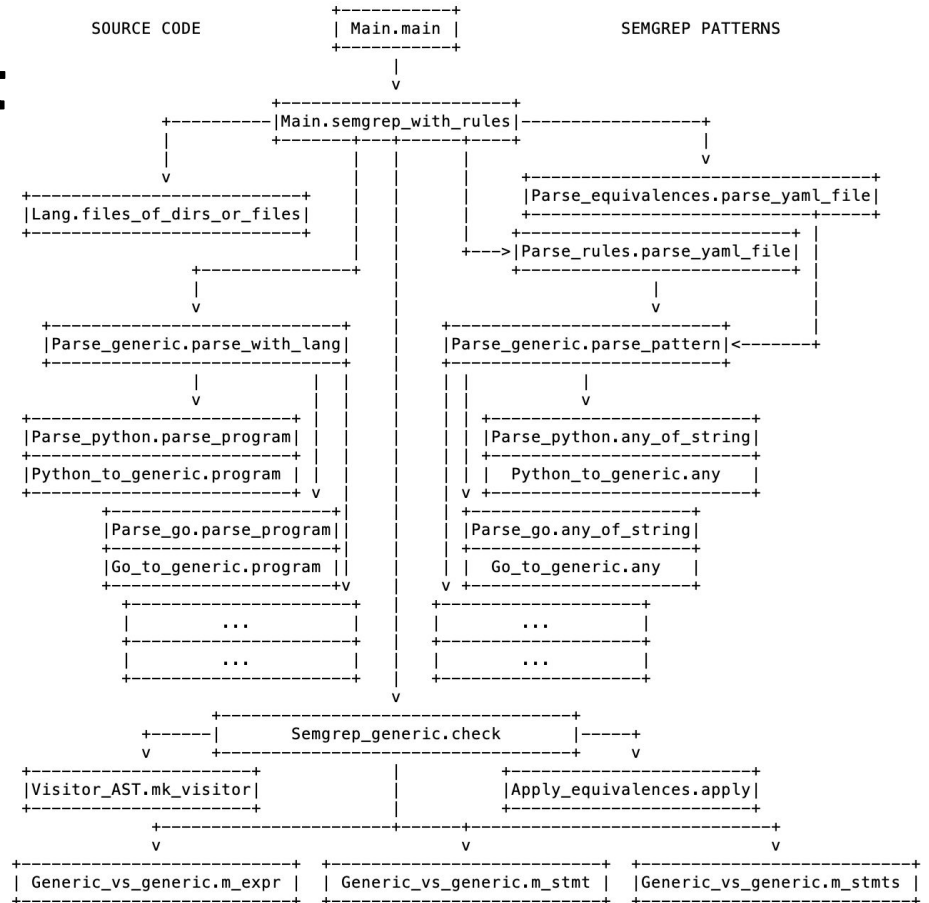 SOURCE CODE
Main.main
SEMGREP PATTERNS
Main.semgrep_with_rules
Parse_equivalences.parse_yaml_file
Lang.files_of_dirs_or_files
Parse_rules.parse_yaml_file
Parse_generic.parse_with_lang
Parse_generic.parse_pattern
Parse_python.parse_program
Parse_python.any_of_string
Python_to_generic.program
Python_to_generic.any
Parse_go.parse_program
Parse_go.any_of_string
Go_to_generic.program
Go_to_generic.any
...
...
...
...
Semgrep_generic.check
Visitor_AST.mk_visitor
Apply_equivalences.apply
Generic_vs_generic.m_expr
Generic_vs_generic.m_stmt
Generic_vs_generic.m_stmts